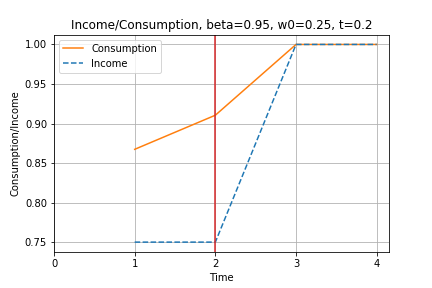 Income/Consumption, beta=0.95, w0=0.25, t=0.2
Consumption
Income
Consumption/Income
1.00
0.95
0.90
0.85
0.80
0.75
0 1 2 3 4
Time